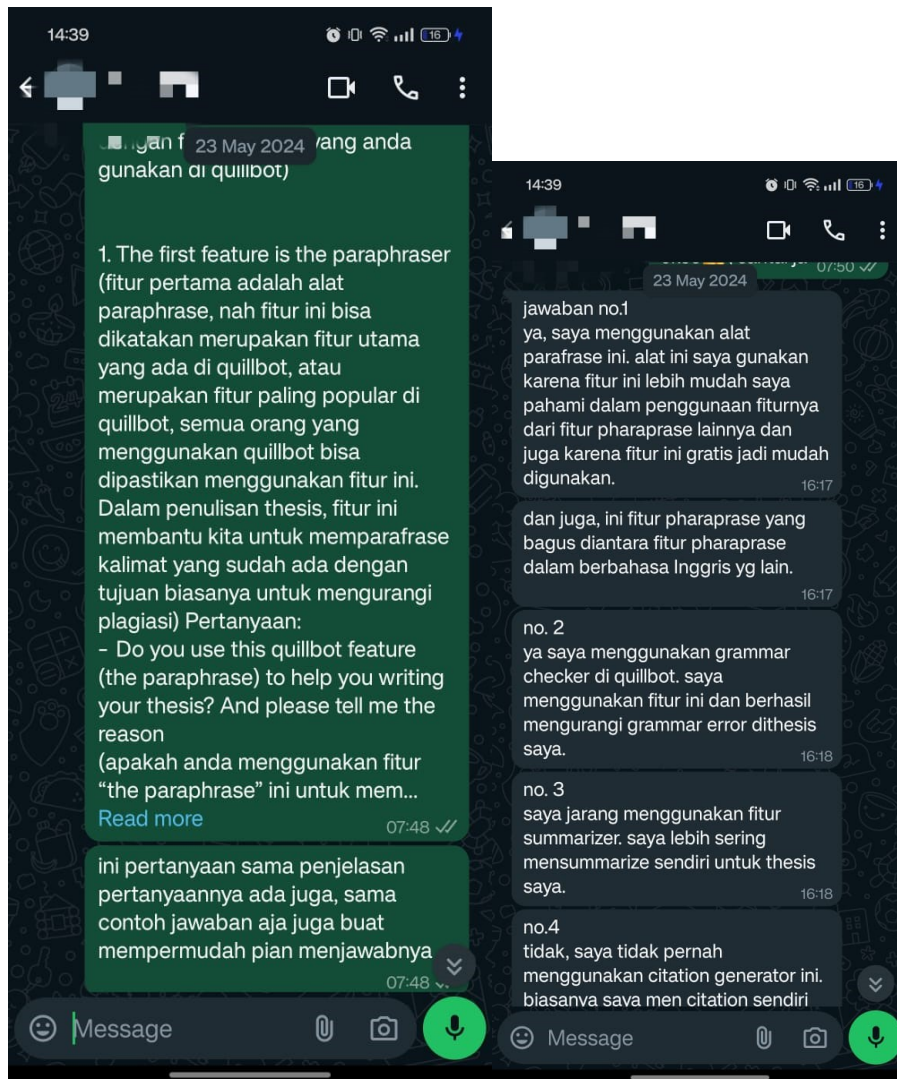 14:39
16
23 May 2024
yang anda
gunakan di quillbot)
1. The first feature is the paraphraser
(fitur pertama adalah alat
paraphrase, nah fitur ini bisa
dikatakan merupakan fitur utama
yang ada di quillbot, atau
merupakan fitur paling popular di
quillbot, semua orang yang
menggunakan quillbot bisa
dipastikan menggunakan fitur ini.
Dalam penulisan thesis, fitur ini
membantu kita untuk memparafrase
kalimat yang sudah ada dengan
tujuan biasanya untuk mengurangi
plagiasi) Pertanyaan:
- Do you use this quillbot feature
(the paraphrase) to help you writing
your thesis? And please tell me the
reason
(apakah anda menggunakan fitur
“the paraphrase” ini untuk mem...
Read more
07:48
ini pertanyaan sama penjelasan
pertanyaannya ada juga, sama
contoh jawaban aja juga buat
mempermudah pian menjawabnya
07:48
Message
14:39
16
07:50
23 May 2024
jawaban no.1
ya, saya menggunakan alat
parafrase ini. alat ini saya gunakan
karena fitur ini lebih mudah saya
pahami dalam penggunaan fiturnya
dari fitur pharaprase lainnya dan
juga karena fitur ini gratis jadi mudah
digunakan.
16:17
dan juga, ini fitur pharaprase yang
bagus diantara fitur pharaprase
dalam berbahasa Inggris yg lain.
16:17
no. 2
ya saya menggunakan grammar
checker di quillbot. saya
menggunakan fitur ini dan berhasil
mengurangi grammar error dithesis
saya.
16:18
no. 3
saya jarang menggunakan fitur
summarizer. saya lebih sering
mensummarize sendiri untuk thesis
saya.
16:18
no.4
tidak, saya tidak pernah
menggunakan citation generator ini.
biasanya saya men citation sendiri
Message